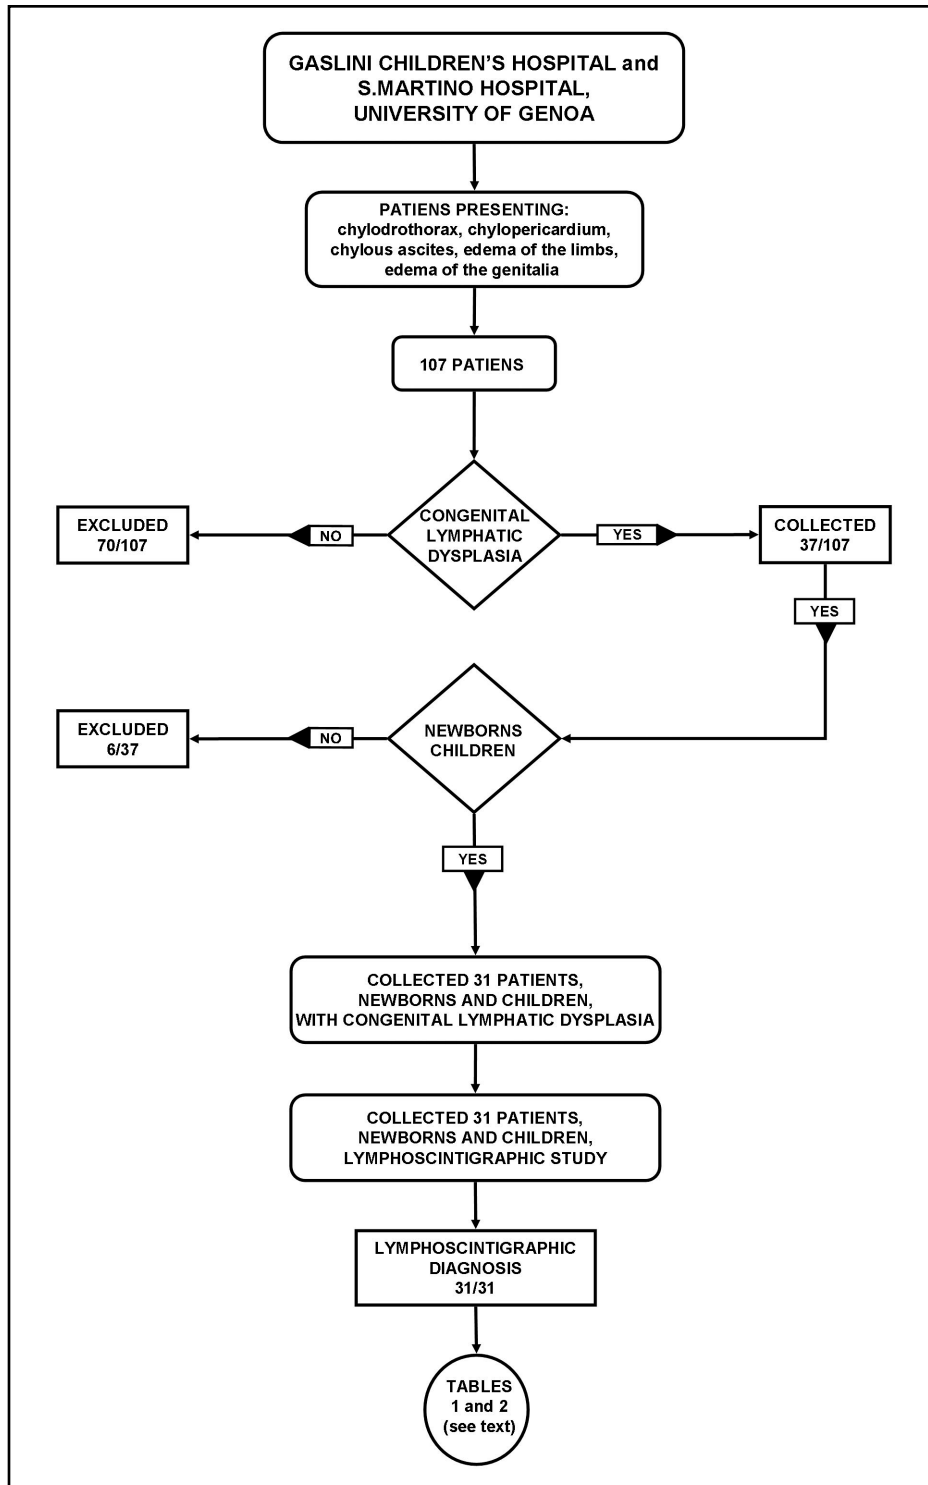 GASLINI CHILDREN'S HOSPITAL and
S.MARTINO HOSPITAL,
UNIVERSITY OF GENOA
PATIENS PRESENTING:
chylodrothorax, chylopericardium,
chylous ascites, edema of the limbs,
edema of the genitalia
107 PATIENS
CONGENITAL
LYMPHATIC
DYSPLASIA
NO
EXCLUDED
70/107
YES
COLLECTED
37/107
YES
NEWBORNS
CHILDREN
NO
EXCLUDED
6/37
YES
COLLECTED 31 PATIENTS,
NEWBORNS AND CHILDREN,
WITH CONGENITAL LYMPHATIC DYSPLASIA
COLLECTED 31 PATIENTS,
NEWBORNS AND CHILDREN,
LYMPHOSCINTIGRAPHIC STUDY
LYMPHOSCINTIGRAPHIC
DIAGNOSIS
31/31
TABLES
1 and 2
(see text)